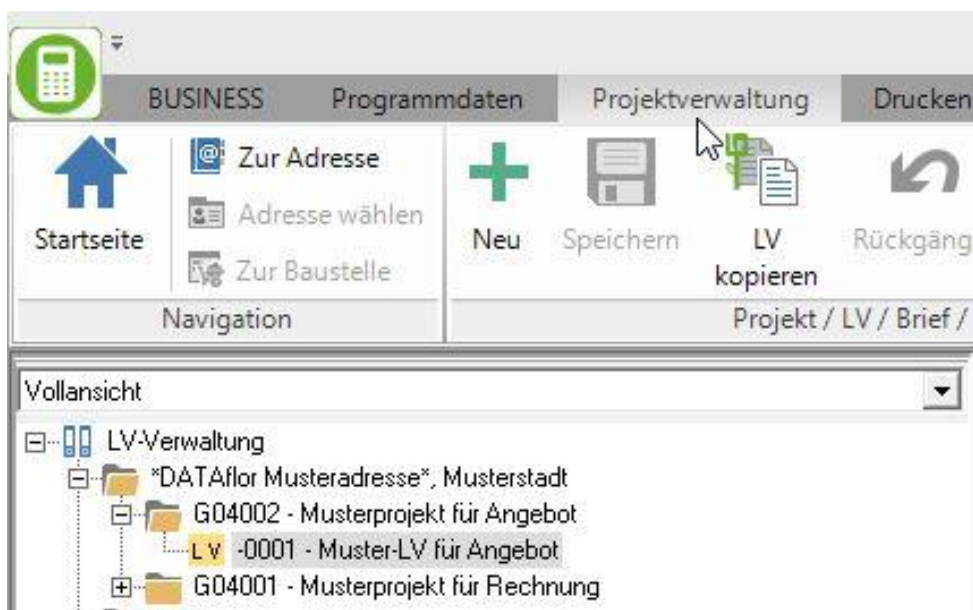 BUSINESS Programmdaten Projektverwaltung Drucken
Startseite
Zur Adresse
Adresse wählen
Zur Baustelle
Navigation
Neu
Speichern
LV
kopieren
Rückgäng
Projekt / LV / Brief /
Vollansicht
LV-Verwaltung
*DATAflor Musteradresse*, Musterstadt
G04002 - Musterprojekt für Angebot
LV -0001 - Muster-LV für Angebot
G04001 - Musterprojekt für Rechnung